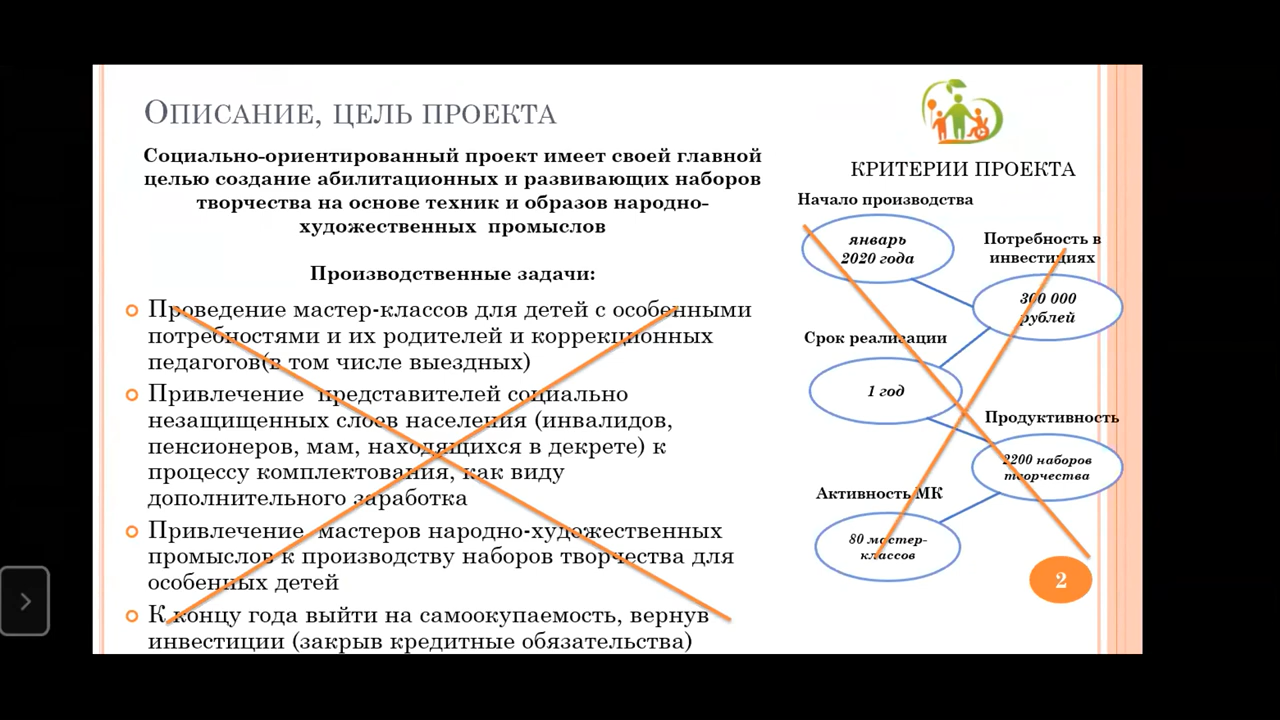 Описание, цель проекта
Социально-ориентированный проект имеет своей главной
целью создание абилитационных и развивающих наборов
творчества на основе техник и образов народно-
художественных промыслов
Производственные задачи:
Проведение мастер-классов для детей с особенными
потребностями и их родителей и коррекционных
педагогов(в том числе выездных)
Привлечение представителей социально
незащищенных слоев населения (инвалидов,
пенсионеров, мам, находящихся в декрете) к
процессу комплектования, как виду
дополнительного заработка
Привлечение мастеров народно-художественных
промыслов к производству наборов творчества для
особенных детей
К концу года выйти на самоокупаемость, вернув
инвестиции (закрыв кредитные обязательства)
КРИТЕРИИ ПРОЕКТА
Начало производства
январь
2020 года
Потребность в
инвестициях
300 000
рублей
Срок реализации
1 год
Продуктивность
2200 наборов
творчества
Активность МК
80 мастер-
классов
2